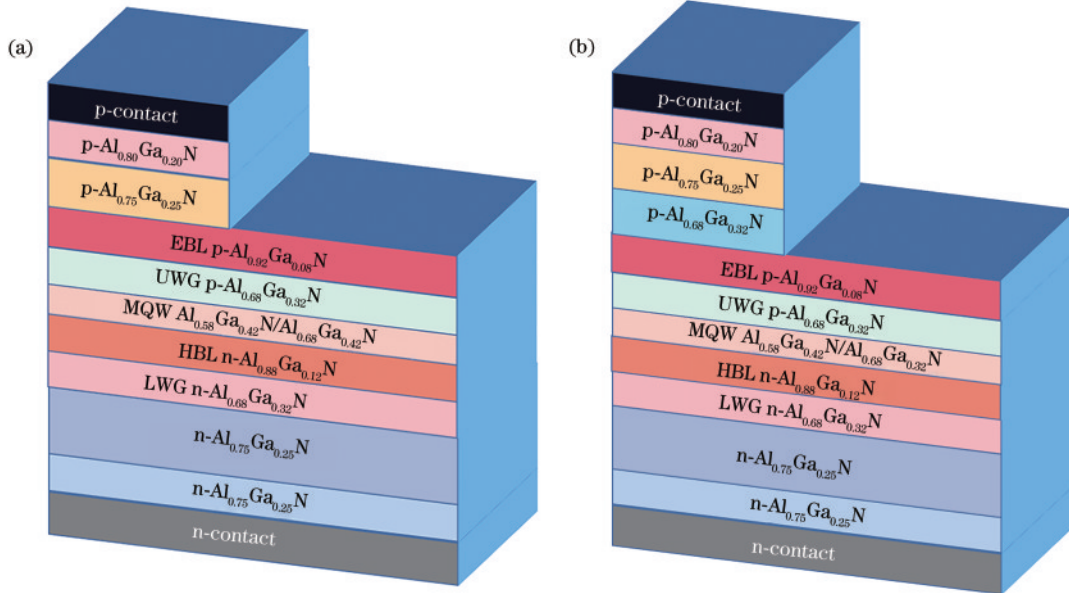 (a)
p-contact
p-Al₀.₈₀Ga₀.₂₀N
p-Al₀.₇₅Ga₀.₂₅N
EBL p-Al₀.₉₂Ga₀.₀₈N
UWG p-Al₀.₆₈Ga₀.₃₂N
MQW Al₀.₅₈Ga₀.₄₂N/Al₀.₆₈Ga₀.₄₂N
HBL n-Al₀.₈₈Ga₀.₁₂N
LWG n-Al₀.₆₈Ga₀.₃₂N
n-Al₀.₇₅Ga₀.₂₅N
n-Al₀.₇₅Ga₀.₂₅N
n-contact
(b)
p-contact
p-Al₀.₈₀Ga₀.₂₀N
p-Al₀.₇₅Ga₀.₂₅N
p-Al₀.₆₈Ga₀.₃₂N
EBL p-Al₀.₉₂Ga₀.₀₈N
UWG p-Al₀.₆₈Ga₀.₃₂N
MQW Al₀.₅₈Ga₀.₄₂N/Al₀.₆₈Ga₀.₃₂N
HBL n-Al₀.₈₈Ga₀.₁₂N
LWG n-Al₀.₆₈Ga₀.₃₂N
n-Al₀.₇₅Ga₀.₂₅N
n-Al₀.₇₅Ga₀.₂₅N
n-contact